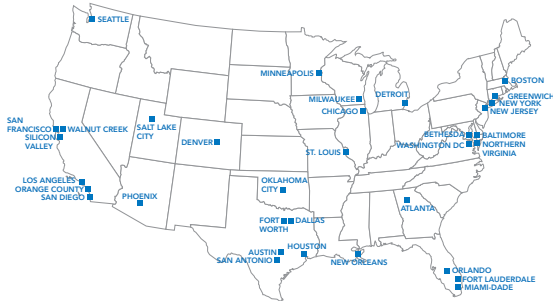 SEATTLE
MINNEAPOLIS
BOSTON
DETROIT
GREENWICH
MILWAUKEE
NEW YORK
CHICAGO
NEW JERSEY
SAN
FRANCISCO
WALNUT CREEK
SILICON
VALLEY
SALT LAKE
CITY
DENVER
ST. LOUIS
BETHESDA
BALTIMORE
WASHINGTON DC
NORTHERN
VIRGINIA
LOS ANGELES
ORANGE COUNTY
SAN DIEGO
PHOENIX
OKLAHOMA
CITY
ATLANTA
FORT
WORTH
DALLAS
AUSTIN
HOUSTON
SAN ANTONIO
NEW ORLEANS
ORLANDO
FORT LAUDERDALE
MIAMI-DADE